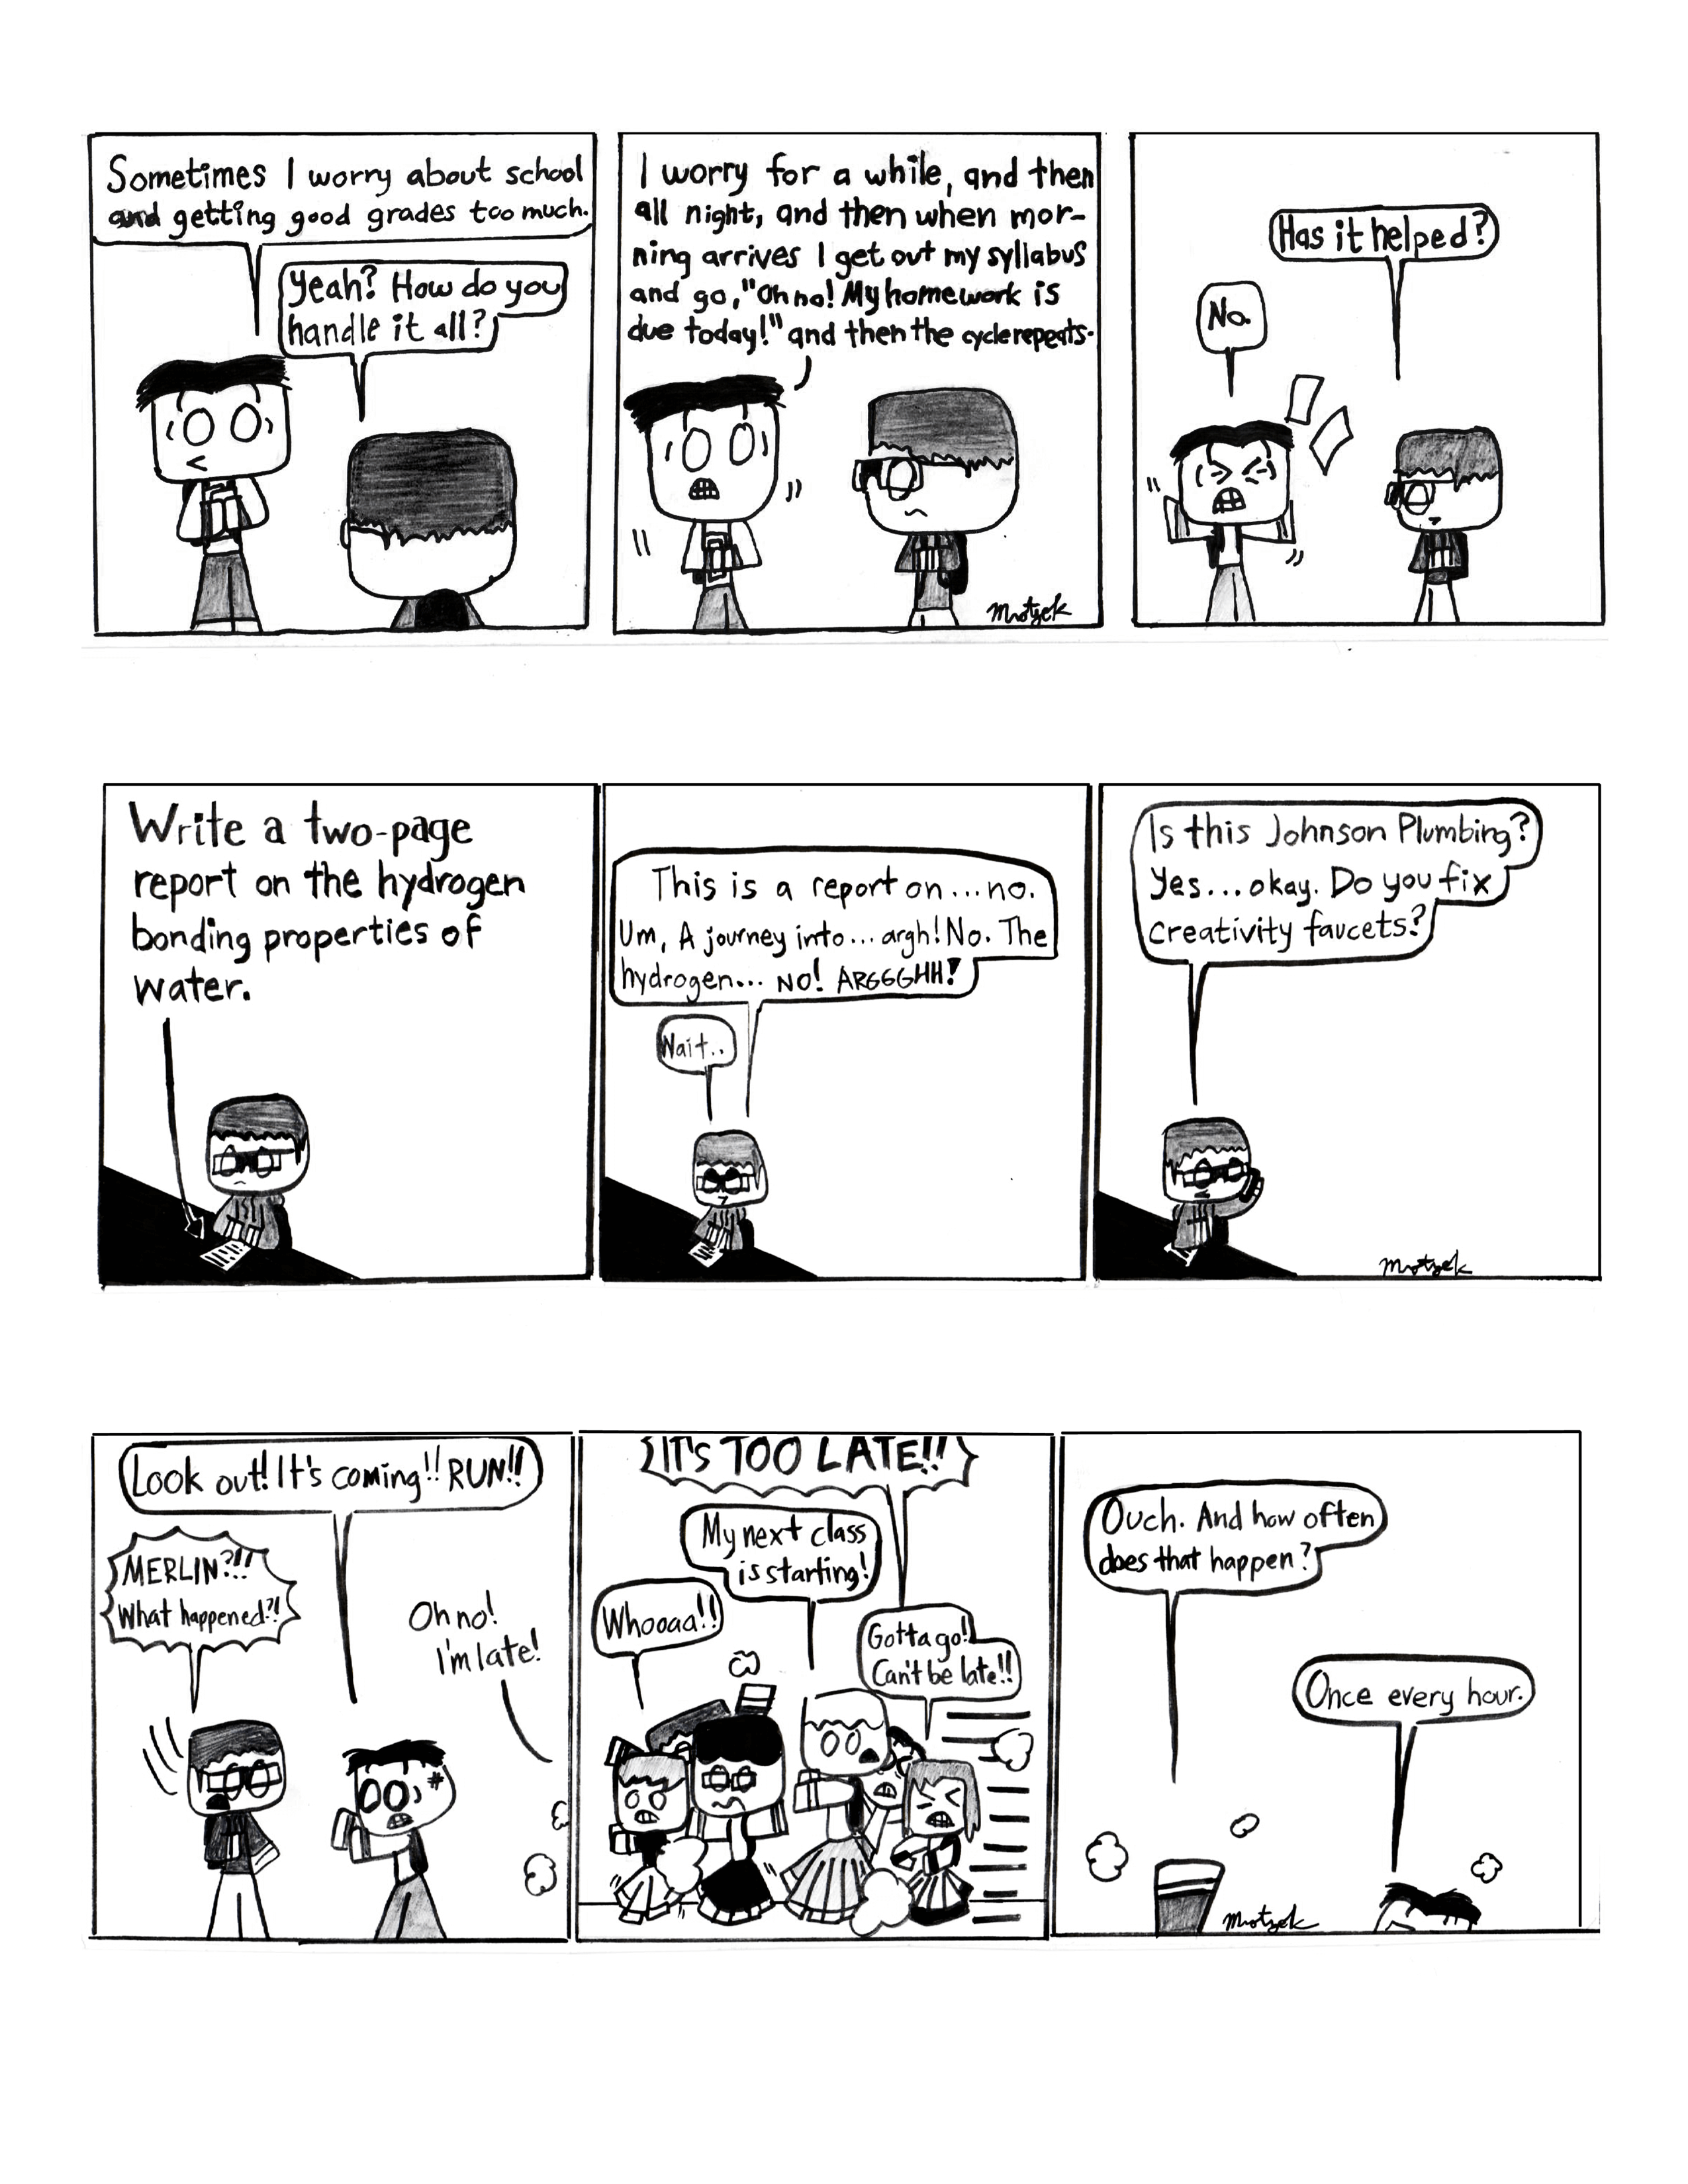 Sometimes I worry about school
and getting good grades too much.
Yeah? How do you
handle it all?
I worry for a while, and then
all night, and then when mor-
ning arrives I get out my syllabus
and go, "Oh no! My homework is
due today!" and then the cycle repeats.
Mrotzek
Has it helped?
No.
Write a two-page
report on the hydrogen
bonding properties of
water.
This is a report on...no.
Um, A journey into... argh! No. The
hydrogen... NO! ARGGGHH!
Wait..
Is this Johnson Plumbing?
Yes...okay. Do you fix
creativity faucets?
Mrotzek
Look out! It's coming!! RUN!!
MERLIN?!!
What happened?!
Oh no!
I'm late!
IT'S TOO LATE!!
My next class
is starting!
Whoooaa!!
Gotta go!
Can't be late!!
Ouch. And how often
does that happen?
Once every hour.
Mrotzek